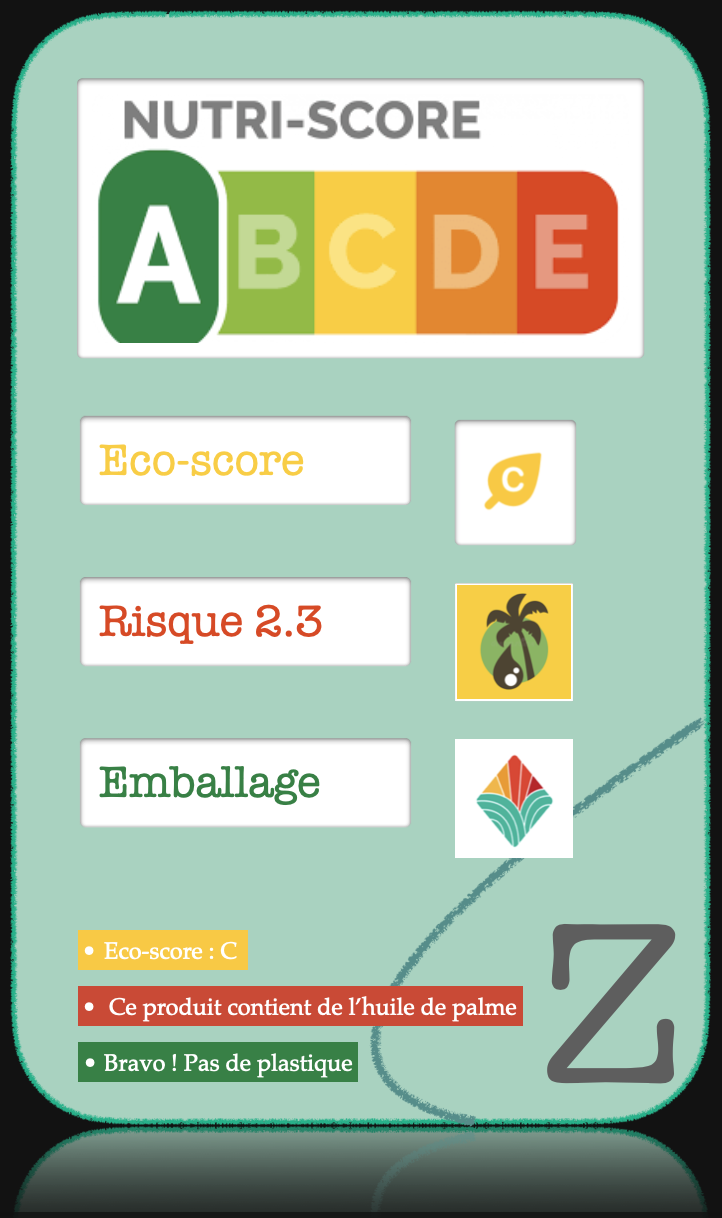 NUTRI-SCORE
A B C D E
Eco-score
C
Risque 2.3
Emballage
• Eco-score : C
• Ce produit contient de l’huile de palme
• Bravo ! Pas de plastique
Z